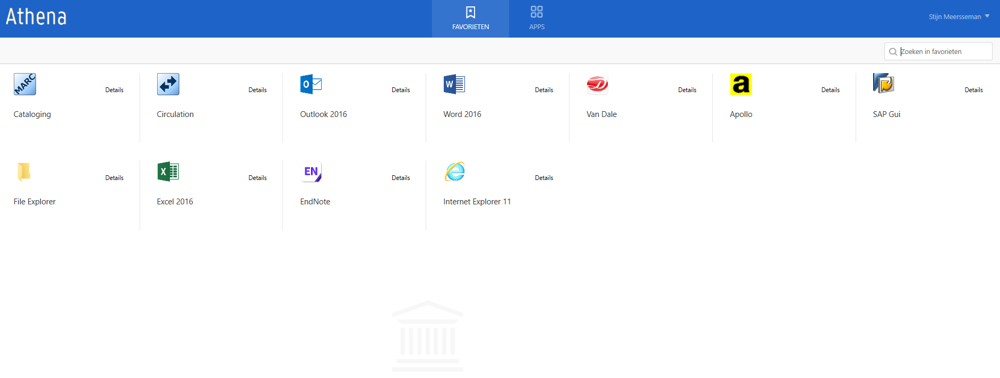 Athena
FAVORIETEN
APPS
Stijn Meersseman
Zoeken in favorieten
MARC
Details
Details
O
Details
W
Details
D
Details
a
Details
Details
Cataloging
Circulation
Outlook 2016
Word 2016
Van Dale
Apollo
SAP Gui
Details
X
Details
EN
Details
e
Details
File Explorer
Excel 2016
EndNote
Internet Explorer 11